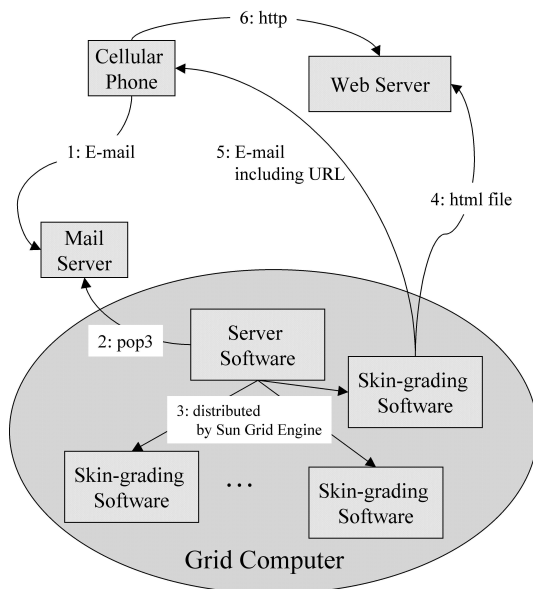 6: http
Cellular
Phone
Web Server
1: E-mail
5: E-mail
including URL
4: html file
Mail
Server
2: pop3
Server
Software
Skin-grading
Software
3: distributed
by Sun Grid Engine
Skin-grading
Software
...
Skin-grading
Software
Grid Computer